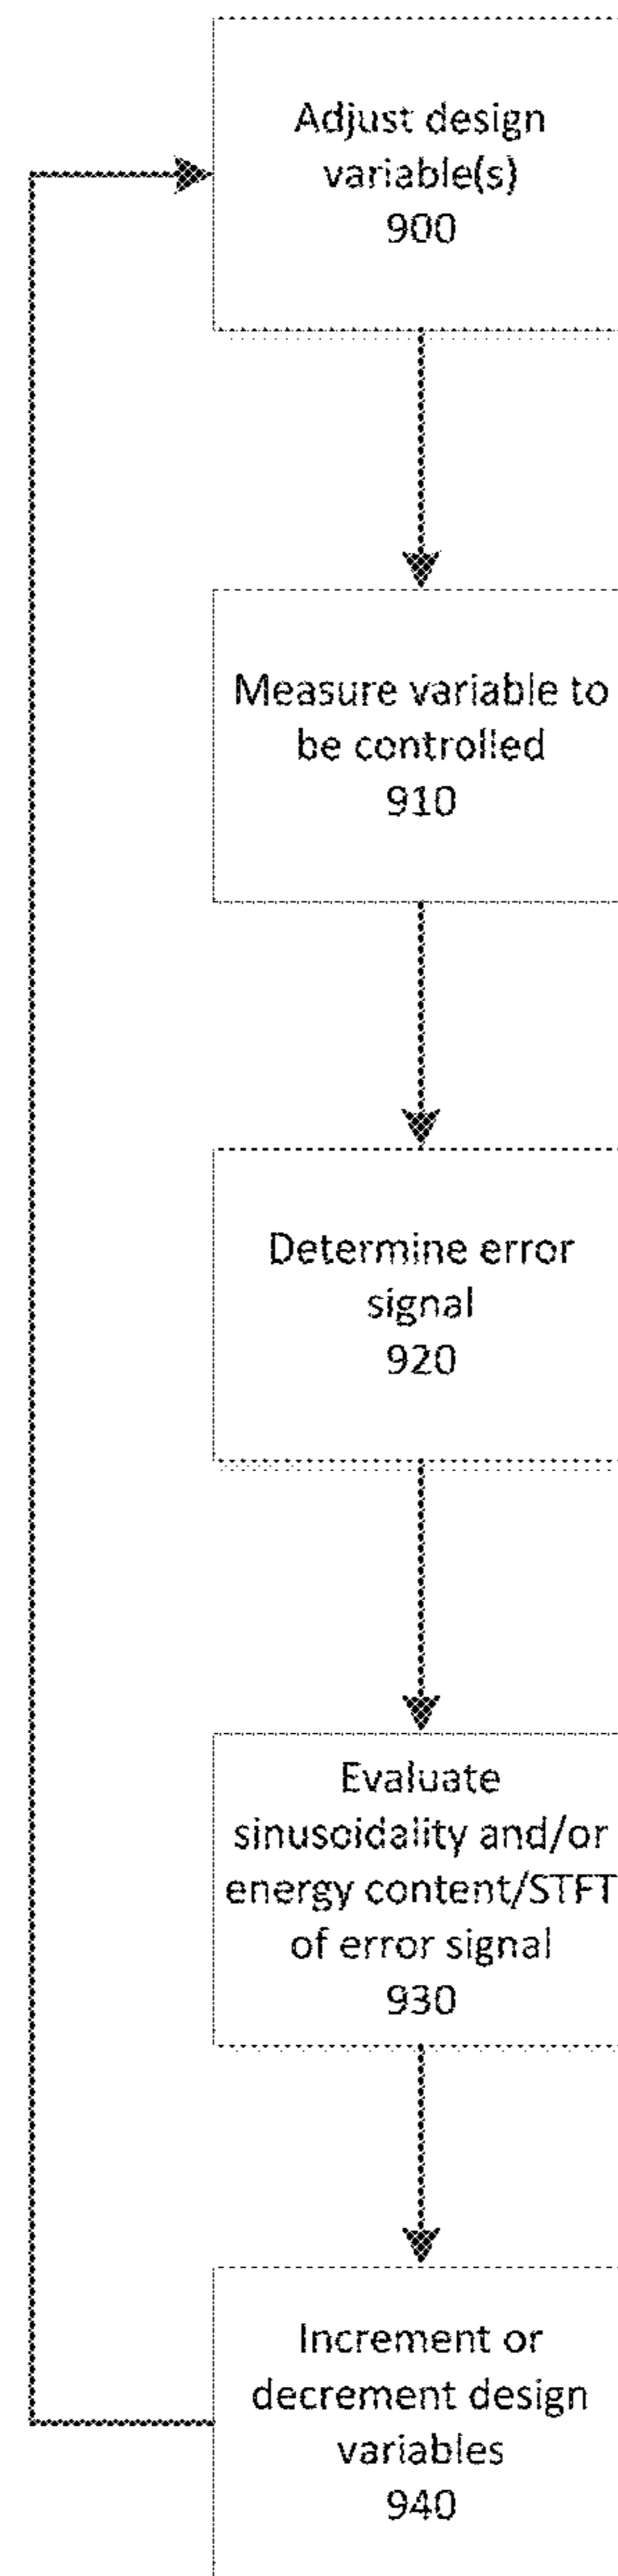 Adjust design
variable(s)
900
Measure variable to
be controlled
910
Determine error
signal
920
Evaluate
sinusoidality and/or
energy content/STFT
of error signal
930
Increment or
decrement design
variables
940